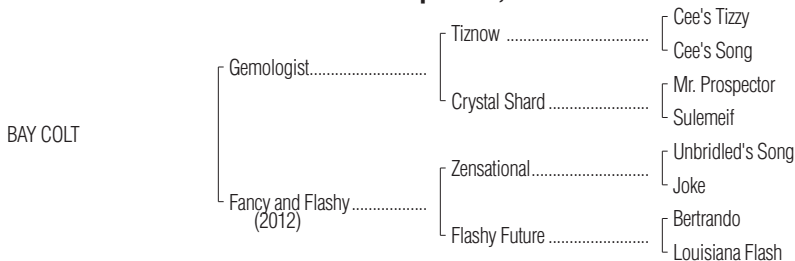 Cee's Tizzy
Tiznow
Cee's Song
Gemologist
Mr. Prospector
Crystal Shard
Sulemeif
BAY COLT
Unbridled's Song
Zensational
Joke
Fancy and Flashy
(2012)
Bertrando
Flashy Future
Louisiana Flash